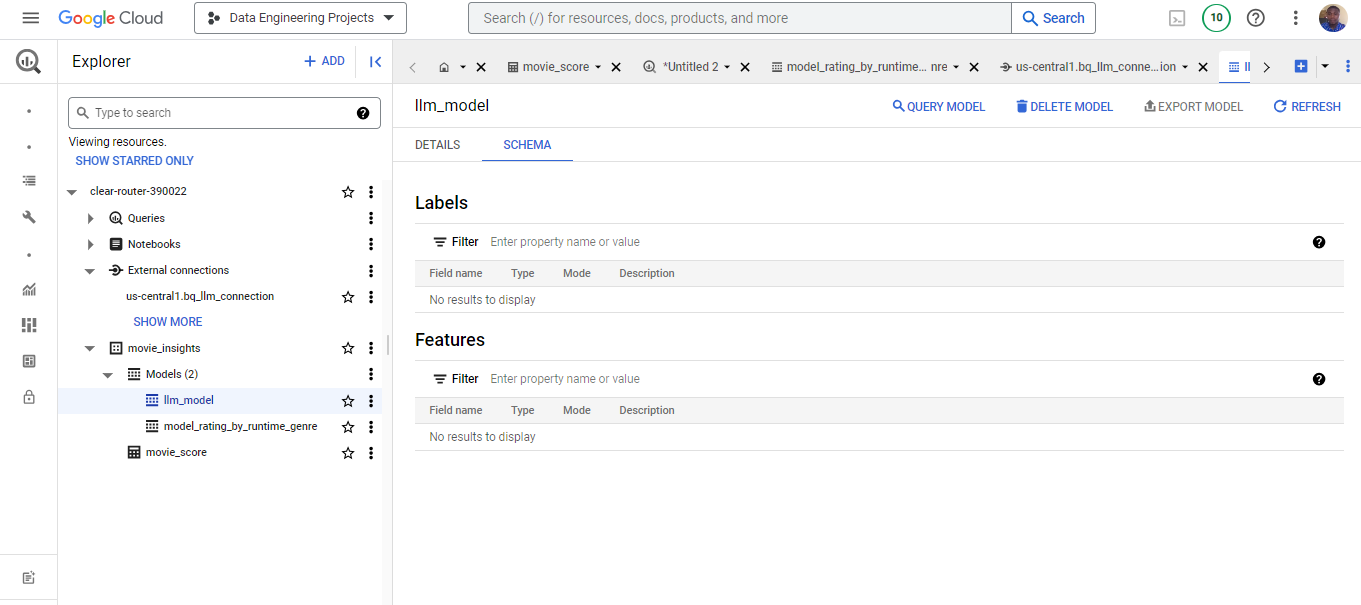 Google Cloud
Data Engineering Projects
Search (/) for resources, docs, products, and more
Search
10
Explorer
+ ADD
Type to search
Viewing resources.
SHOW STARRED ONLY
clear-router-390022
Queries
Notebooks
External connections
us-central1.bq_llm_connection
SHOW MORE
movie_insights
Models (2)
llm_model
model_rating_by_runtime_genre
movie_score
movie_score
*Untitled 2
model_rating_by_runtime... nre
us-central1.bq_llm_conne...ion
llm_model
QUERY MODEL
DELETE MODEL
EXPORT MODEL
REFRESH
DETAILS
SCHEMA
Labels
Filter Enter property name or value
Field name Type Mode Description
No results to display
Features
Filter Enter property name or value
Field name Type Mode Description
No results to display